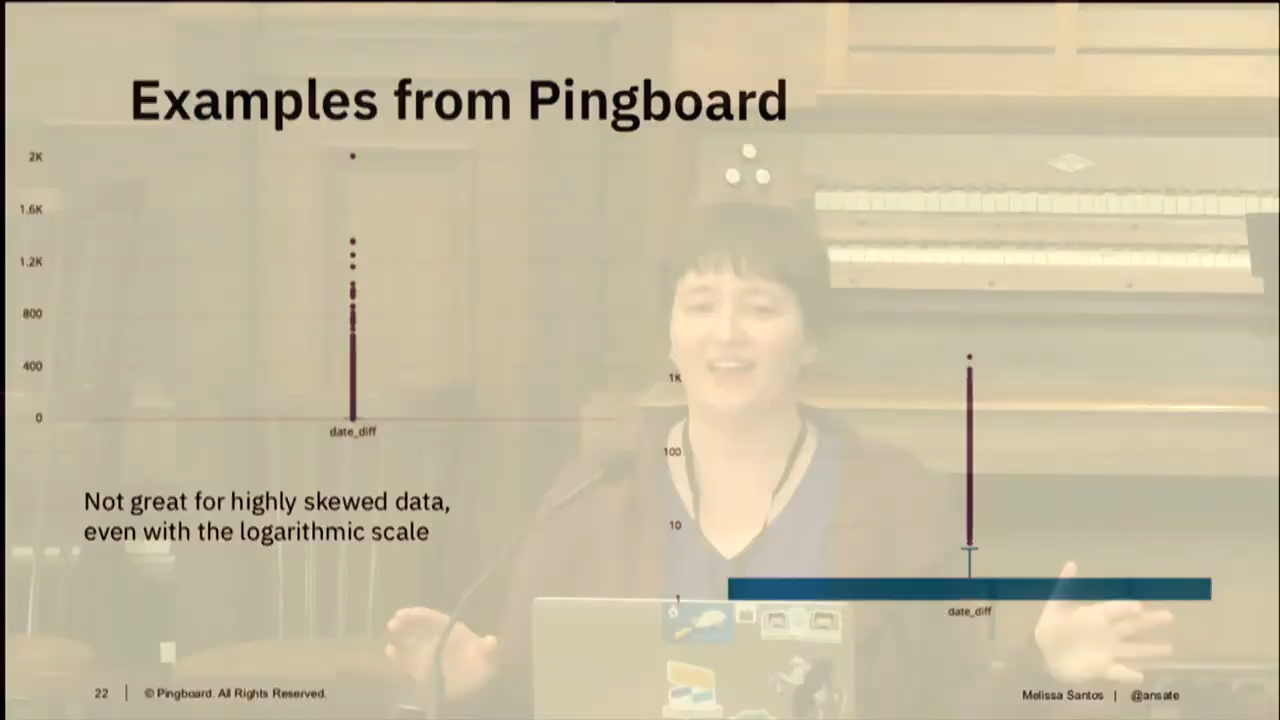 Examples from Pingboard
2K
1.6K
1.2K
800
400
0
date_diff
Not great for highly skewed data,
even with the logarithmic scale
1K
100
10
1
date_diff
22 | © Pingboard. All Rights Reserved.
Melissa Santos | @ansate